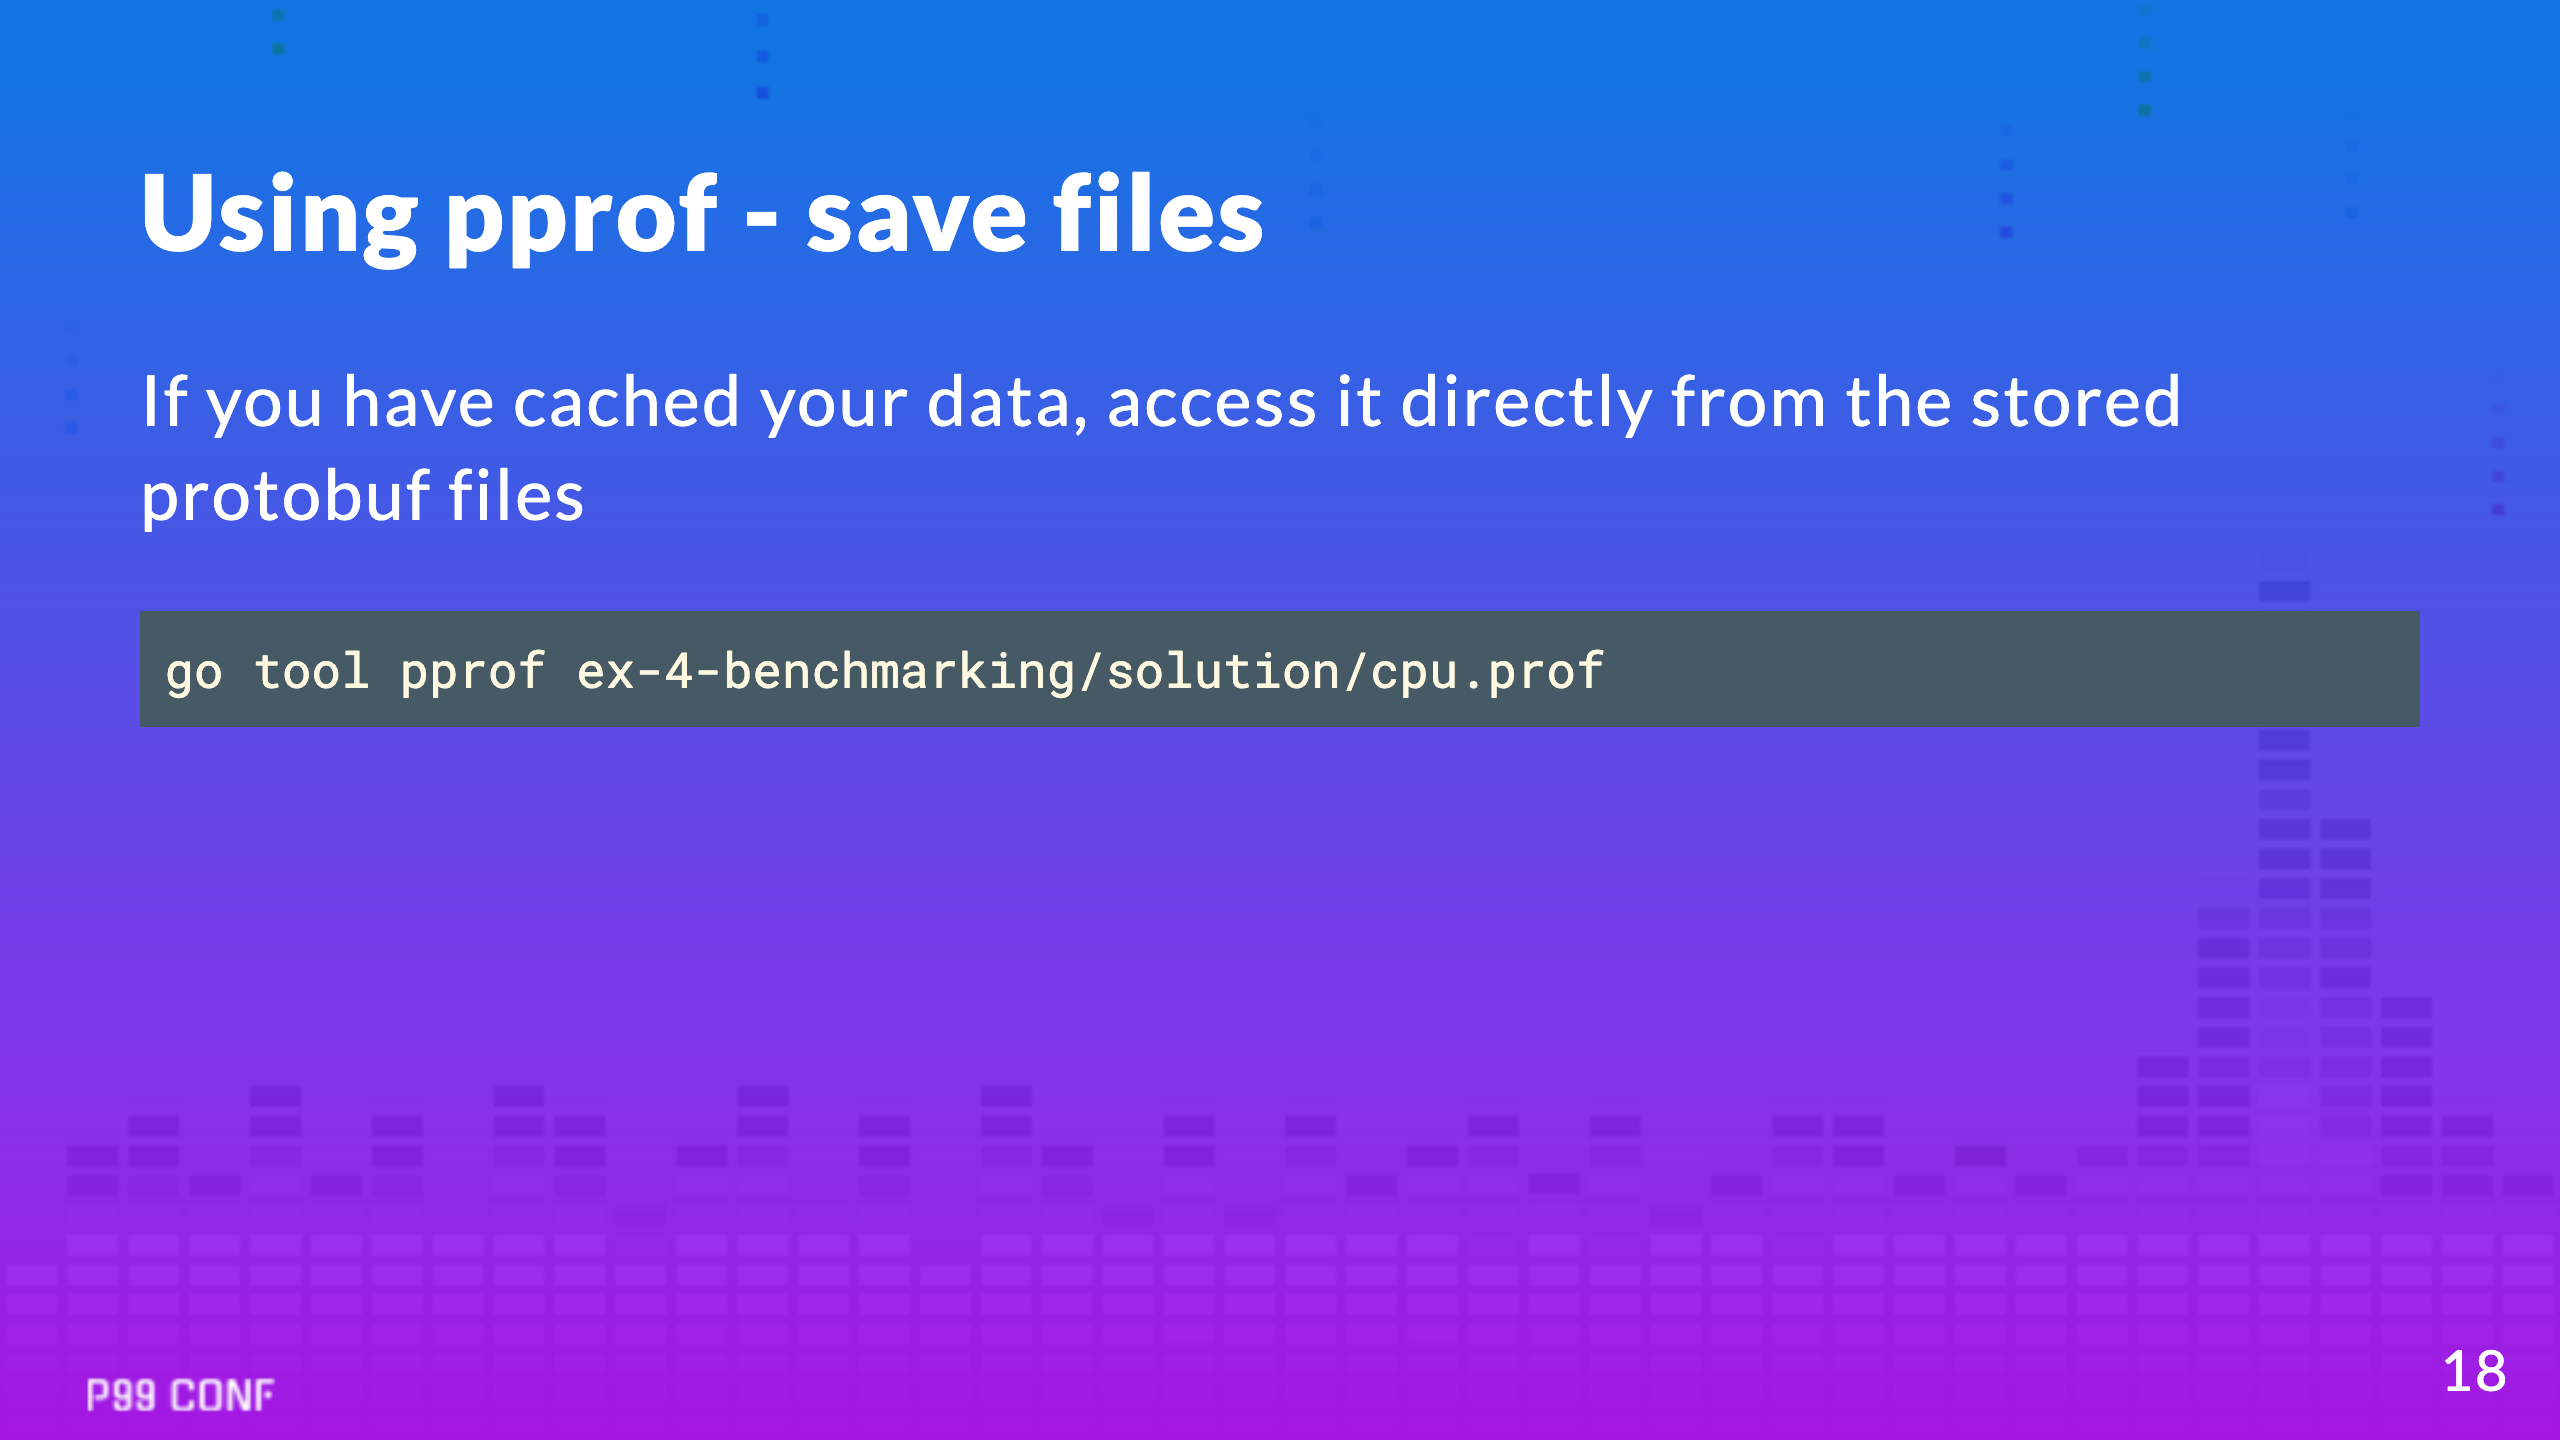 Using pprof - save files
If you have cached your data, access it directly from the stored
protobuf files
go tool pprof ex-4-benchmarking/solution/cpu.prof
P99 CONF
18